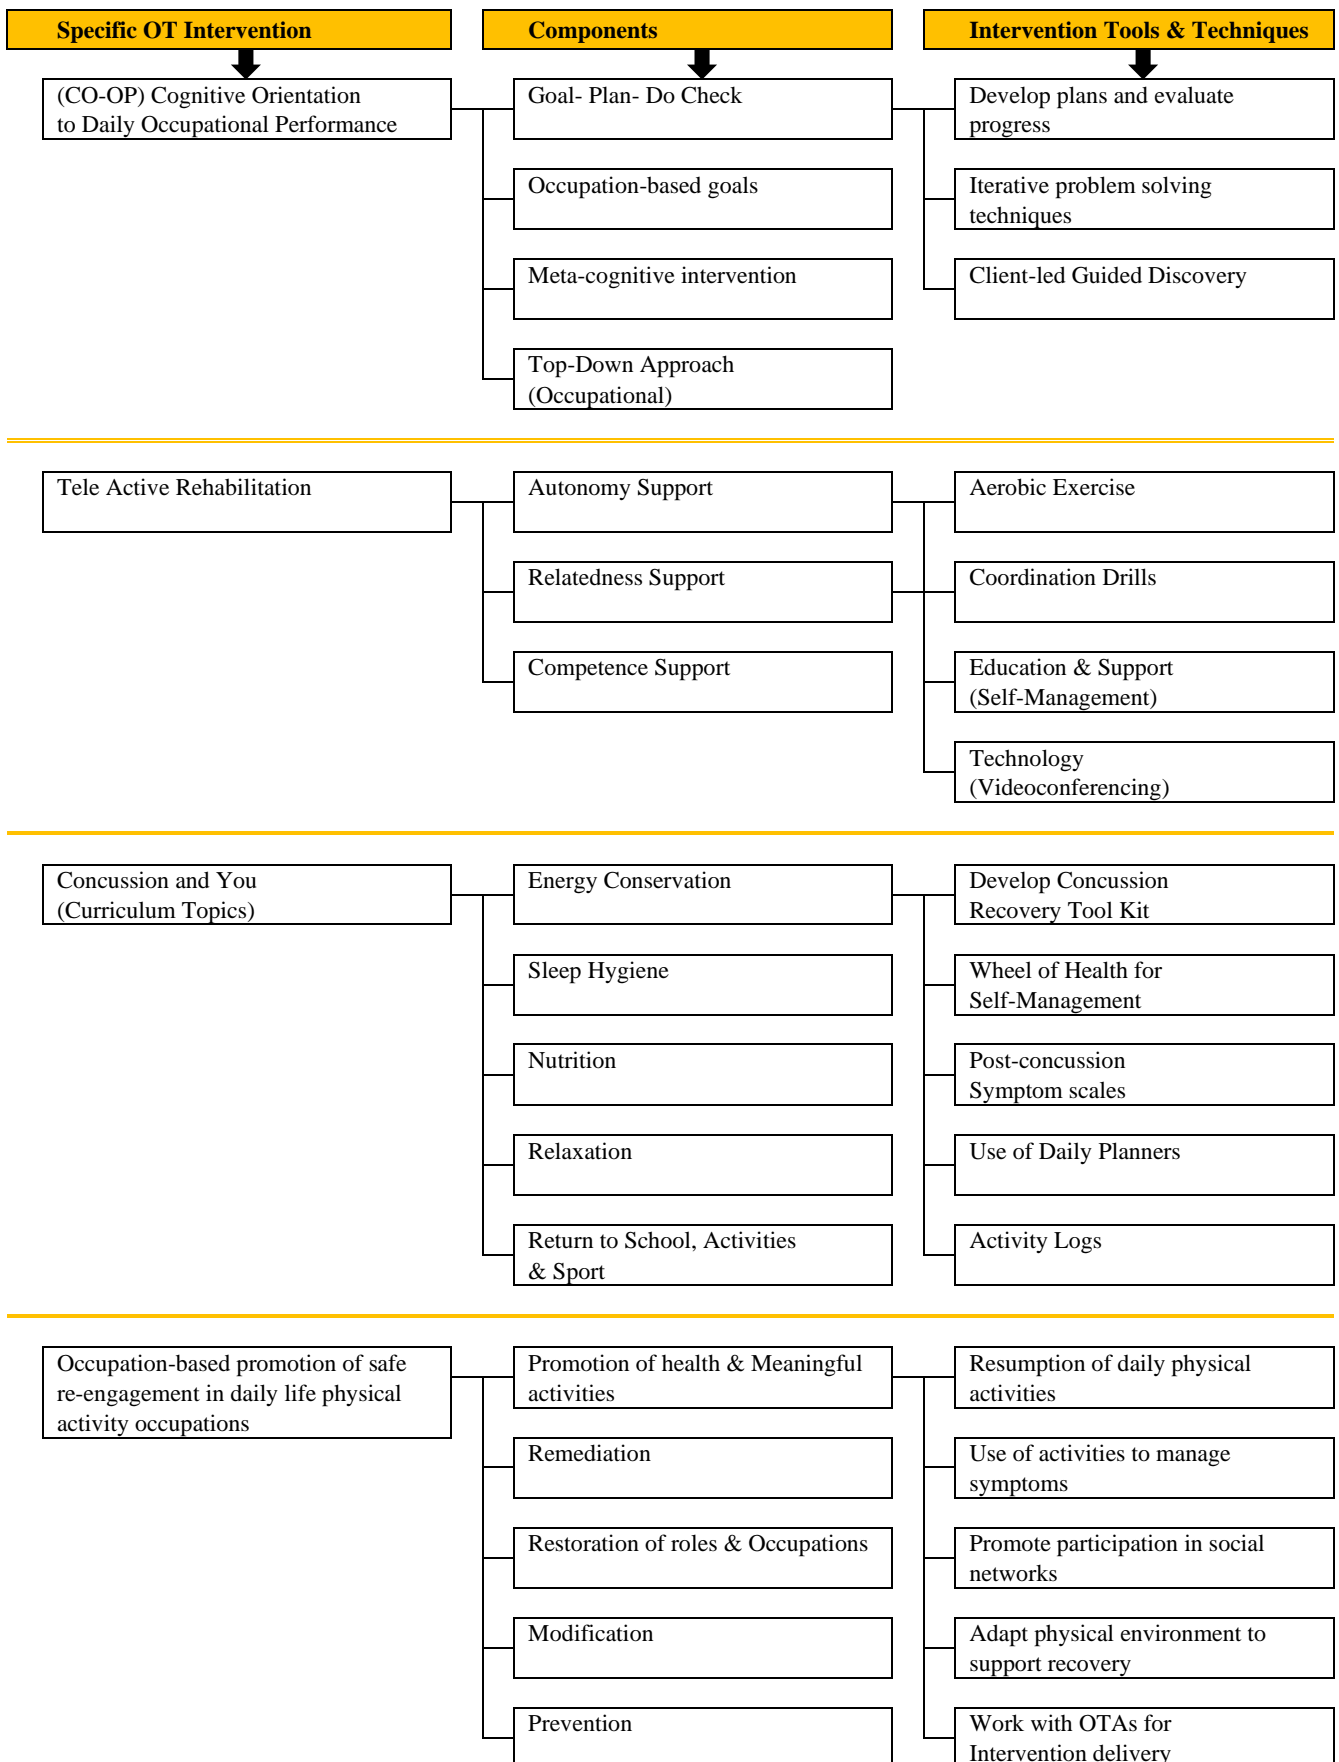 Specific OT Intervention
Components
Intervention Tools & Techniques
(CO-OP) Cognitive Orientation
to Daily Occupational Performance
Goal- Plan- Do Check
Develop plans and evaluate
progress
Occupation-based goals
Iterative problem solving
techniques
Meta-cognitive intervention
Client-led Guided Discovery
Top-Down Approach
(Occupational)
Tele Active Rehabilitation
Autonomy Support
Aerobic Exercise
Relatedness Support
Coordination Drills
Competence Support
Education & Support
(Self-Management)
Technology
(Videoconferencing)
Concussion and You
(Curriculum Topics)
Energy Conservation
Develop Concussion
Recovery Tool Kit
Sleep Hygiene
Wheel of Health for
Self-Management
Nutrition
Post-concussion
Symptom scales
Relaxation
Use of Daily Planners
Return to School, Activities
& Sport
Activity Logs
Occupation-based promotion of safe
re-engagement in daily life physical
activity occupations
Promotion of health & Meaningful
activities
Resumption of daily physical
activities
Remediation
Use of activities to manage
symptoms
Restoration of roles & Occupations
Promote participation in social
networks
Modification
Adapt physical environment to
support recovery
Prevention
Work with OTAs for
Intervention delivery